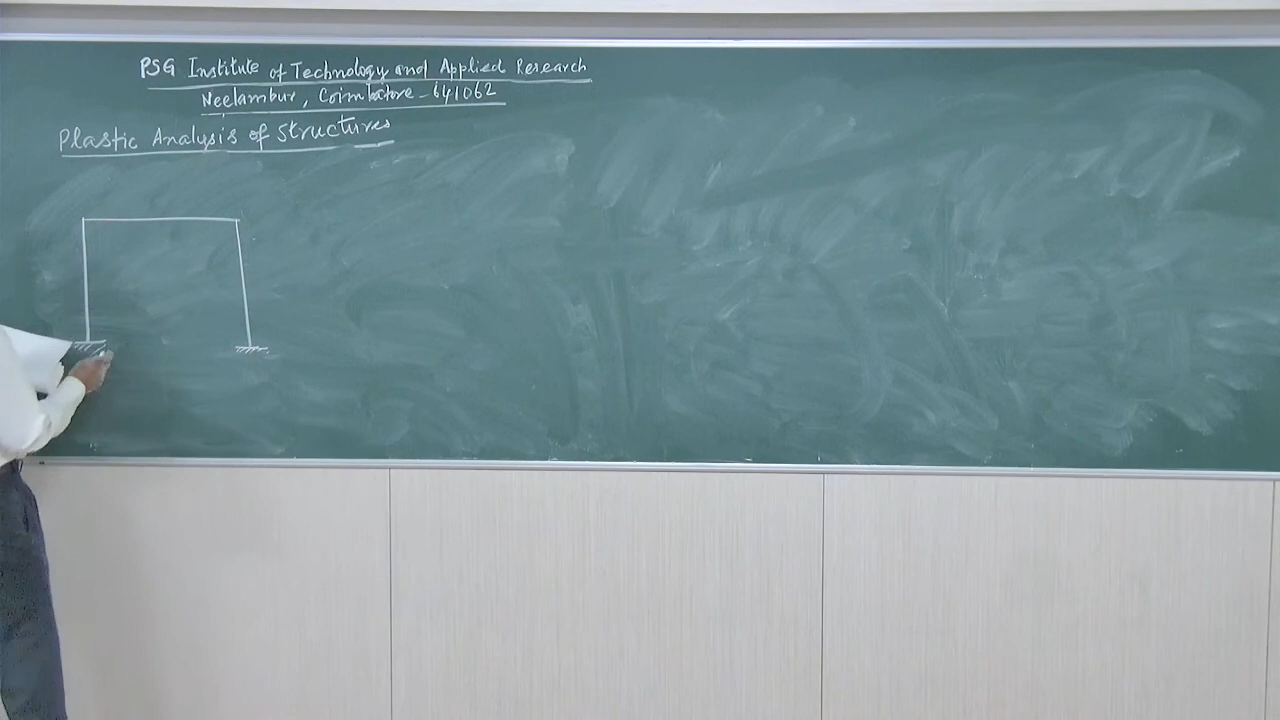 PSG Institute of Technology and Applied Research
Neelambur, Coimbatore - 641062
Plastic Analysis of Structures